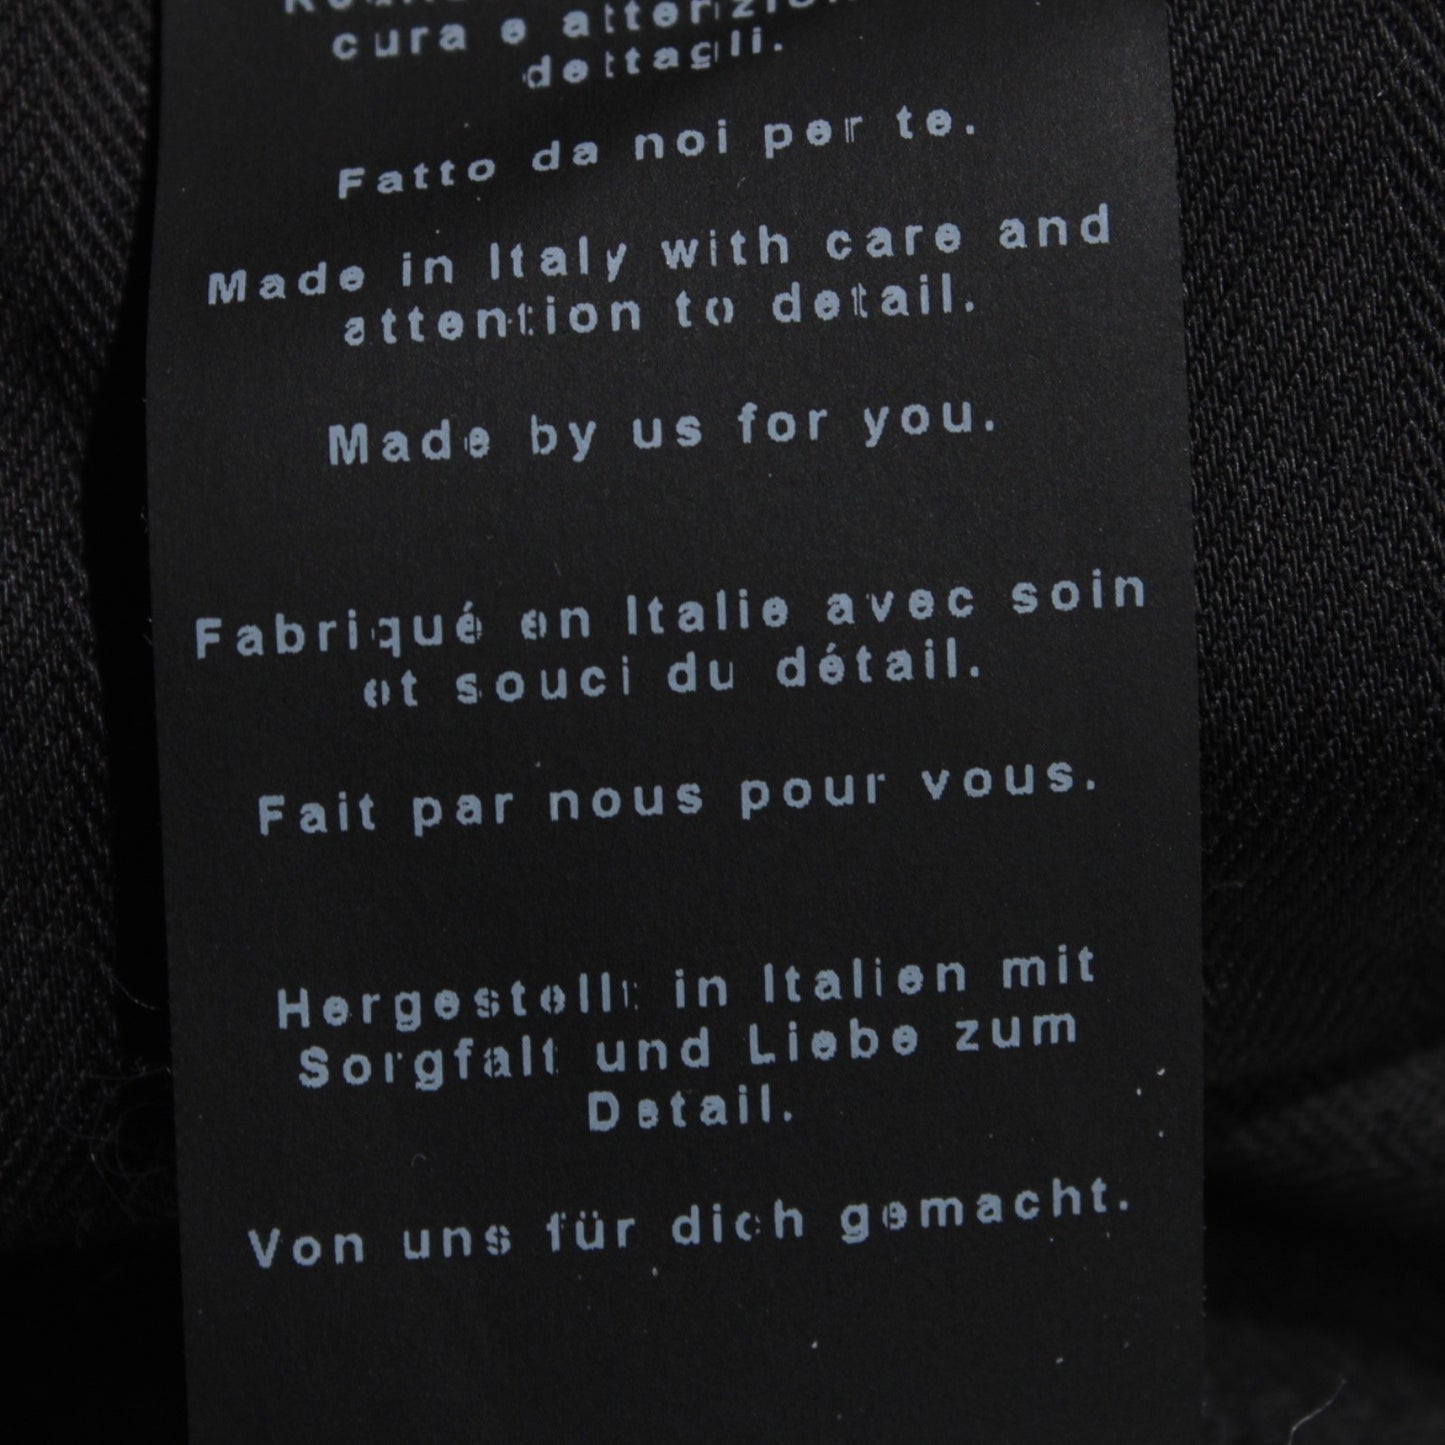 cura e attenzion
dettagli.
Fatto da noi per te.
Made in Italy with care and
attention to detail.
Made by us for you.
Fabriqué en Italie avec soin
et souci du détail.
Fait par nous pour vous.
Hergestellt in Italien mit
Sorgfalt und Liebe zum
Detail.
Von uns für dich gemacht.